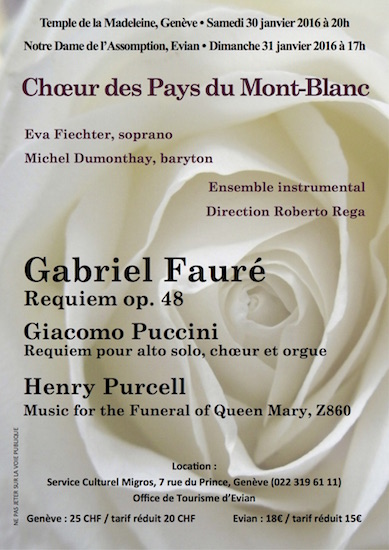 Temple de la Madeleine, Genève • Samedi 30 janvier 2016 à 20h
Notre Dame de l'Assomption, Evian • Dimanche 31 janvier 2016 à 17h
Chœur des Pays du Mont-Blanc
Eva Fiechter, soprano
Michel Dumonthay, baryton
Ensemble instrumental
Direction Roberto Rega
Gabriel Fauré
Requiem op. 48
Giacomo Puccini
Requiem pour alto solo, chœur et orgue
Henry Purcell
Music for the Funeral of Queen Mary, Z860
NE PAS JETER SUR LA VOIE PUBLIQUE
Location :
Service Culturel Migros, 7 rue du Prince, Genève (022 319 61 11)
Office de Tourisme d'Evian
Genève : 25 CHF / tarif réduit 20 CHF Evian : 18€ / tarif réduit 15€